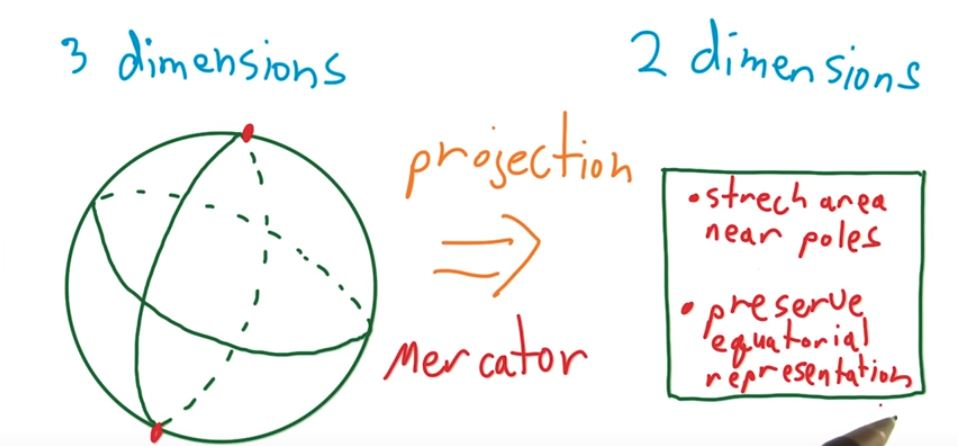 3 dimensions
2 dimensions
projection
Mercator
• strech area
near poles
• preserve
equatorial
representation